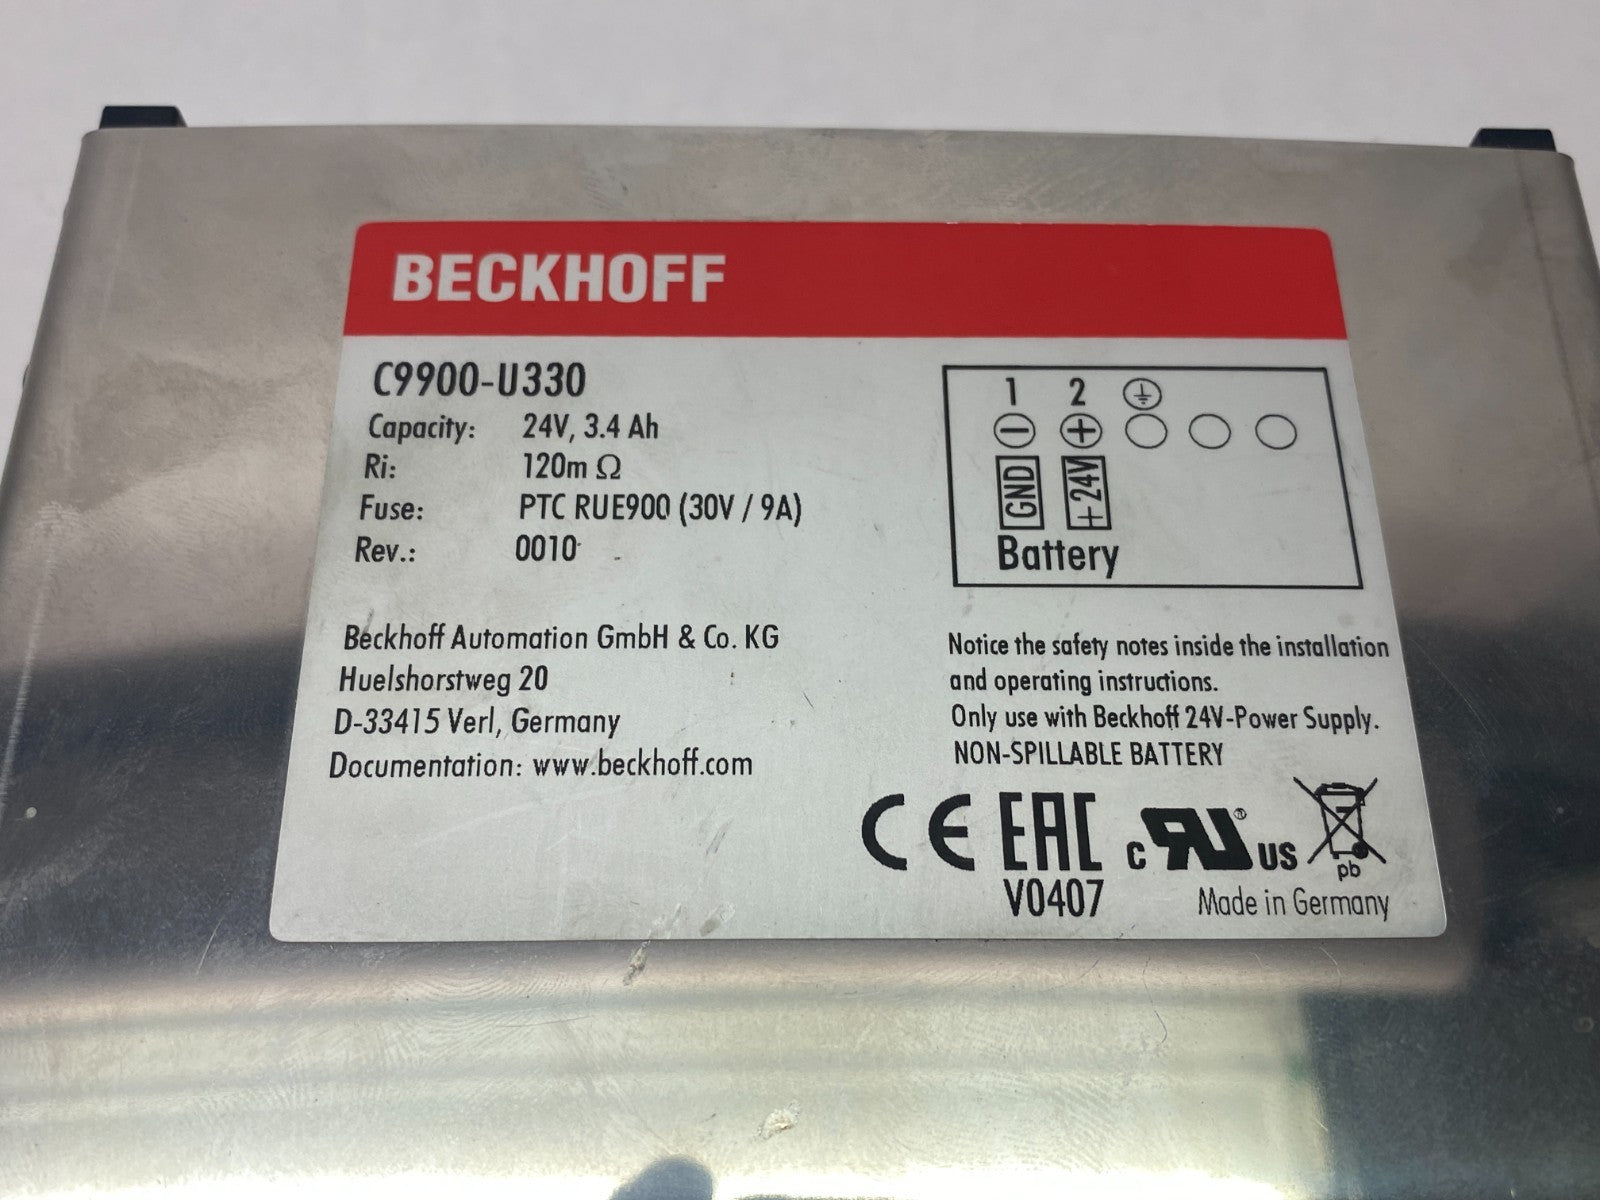 BECKHOFF
C9900-U330
Capacity: 24V, 3.4 Ah
Ri: 120m Ω
Fuse: PTC RUE900 (30V / 9A)
Rev.: 0010
1 2
GND +24V
Battery
Beckhoff Automation GmbH & Co. KG
Huelshorstweg 20
D-33415 Verl, Germany
Documentation: www.beckhoff.com
Notice the safety notes inside the installation
and operating instructions.
Only use with Beckhoff 24V-Power Supply.
NON-SPILLABLE BATTERY
CE EAC c RU® US
V0407
pb
Made in Germany